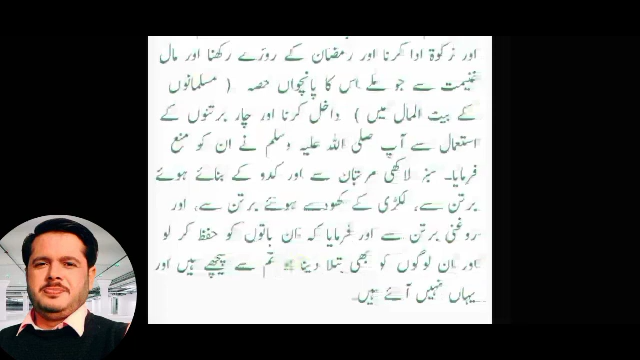 اور زکوٰۃ ادا کرنا اور رمضان کے روزے رکھنا اور مال
غنیمت سے جو ملے اس کا پانچواں حصہ ( مسلمانوں
کے بیت المال میں ) داخل کرنا اور چار برتنوں کے
استعمال سے آپ صلی اللہ علیہ وسلم نے ان کو منع
فرمایا۔ سبز لاکھی مرتبان سے اور کدو کے بنائے ہوئے
برتن سے، لکڑی کے کھودے ہوئے برتن سے، اور
روغنی برتن سے اور فرمایا کہ ان باتوں کو حفظ کر لو
اور ان لوگوں کو بھی بتلا دینا جو تم سے پیچھے ہیں اور
یہاں نہیں آئے ہیں۔